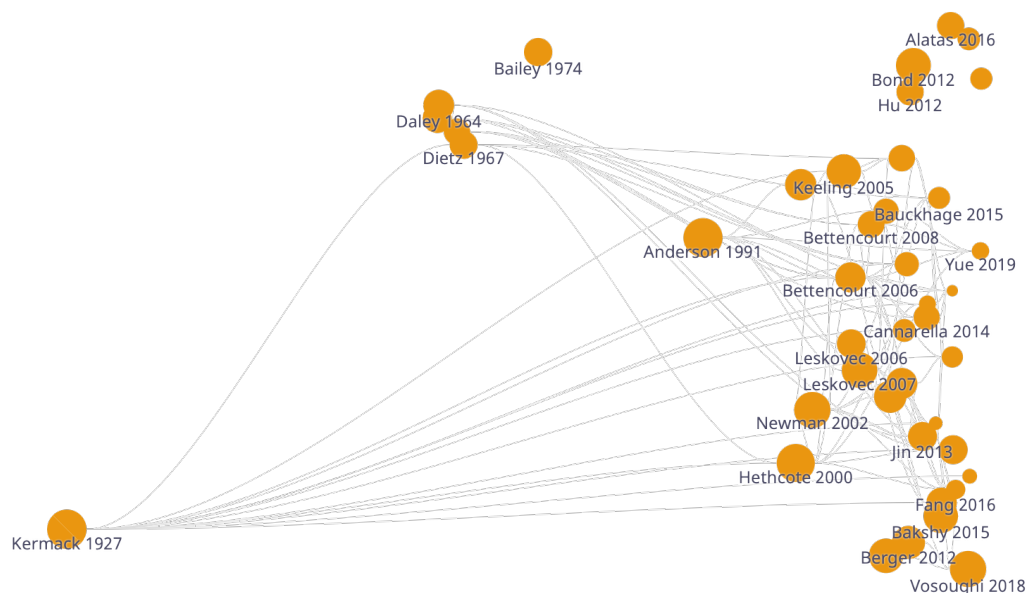 Alatas 2016
Bailey 1974
Bond 2012
Hu 2012
Daley 1964
Dietz 1967
Keeling 2005
Bauckhage 2015
Bettencourt 2008
Anderson 1991
Yue 2019
Bettencourt 2006
Cannarella 2014
Leskovec 2006
Leskovec 2007
Newman 2002
Jin 2013
Hethcote 2000
Fang 2016
Bakshy 2015
Kermack 1927
Berger 2012
Vosoughi 2018